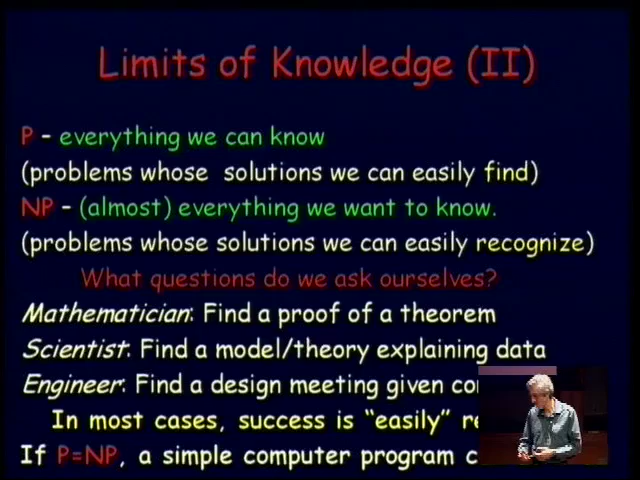 Limits of Knowledge (II)
P – everything we can know
(problems whose solutions we can easily find)
NP – (almost) everything we want to know.
(problems whose solutions we can easily recognize)
What questions do we ask ourselves?
Mathematician: Find a proof of a theorem
Scientist: Find a model/theory explaining data
Engineer: Find a design meeting given
In most cases, success is “easily”
If P=NP, a simple computer program